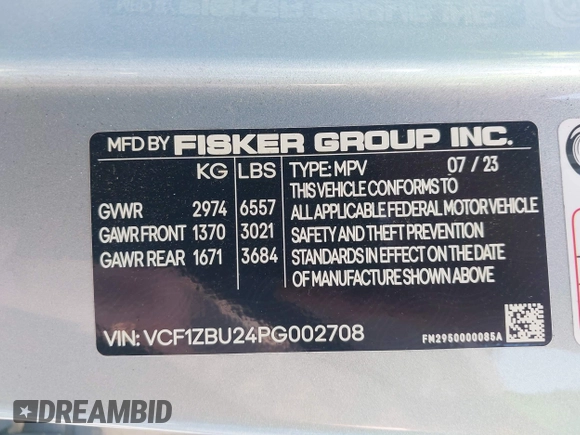 MFD BY FISKER GROUP INC.
KG LBS TYPE: MPV 07 / 23
THIS VEHICLE CONFORMS TO
GVWR 2974 6557 ALL APPLICABLE FEDERAL MOTOR VEHICLE
GAWR FRONT 1370 3021 SAFETY AND THEFT PREVENTION
GAWR REAR 1671 3684 STANDARDS IN EFFECT ON THE DATE
OF MANUFACTURE SHOWN ABOVE
VIN: VCF1ZBU24PG002708 FM2950000085A
DREAMBID